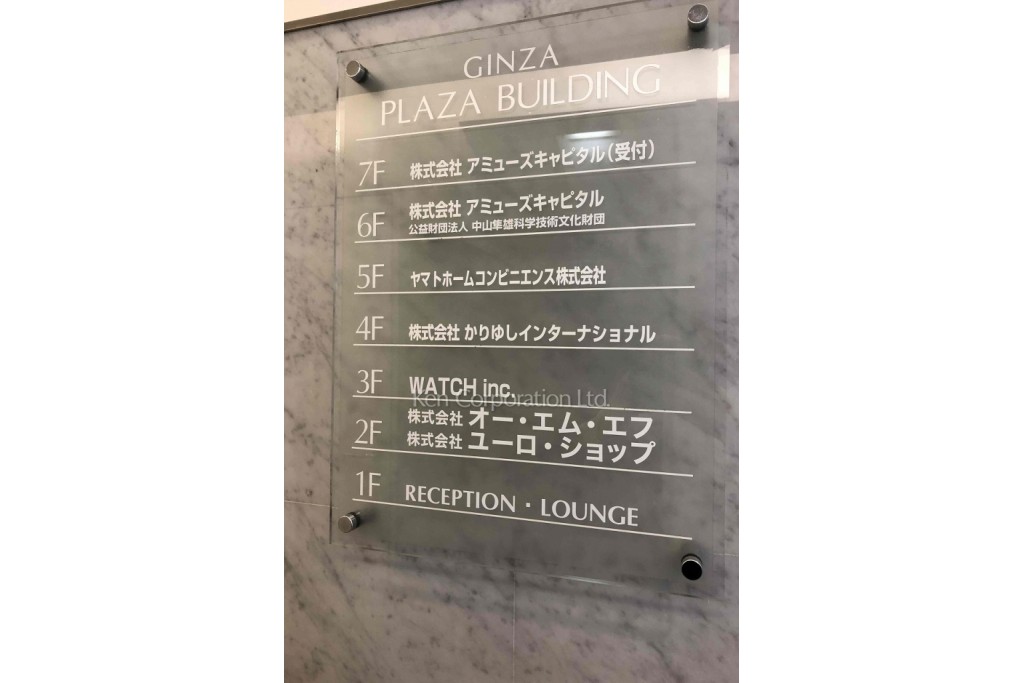 GINZA
PLAZA BUILDING
7F 株式会社 アミューズキャピタル(受付)
6F 株式会社 アミューズキャピタル
公益財団法人 中山隼雄科学技術文化財団
5F ヤマトホームコンビニエンス株式会社
4F 株式会社 かりゆしインターナショナル
3F WATCH inc.
Ken Corporation Ltd.
2F 株式会社 オー・エム・エフ
株式会社 ユーロ・ショップ
1F RECEPTION・LOUNGE